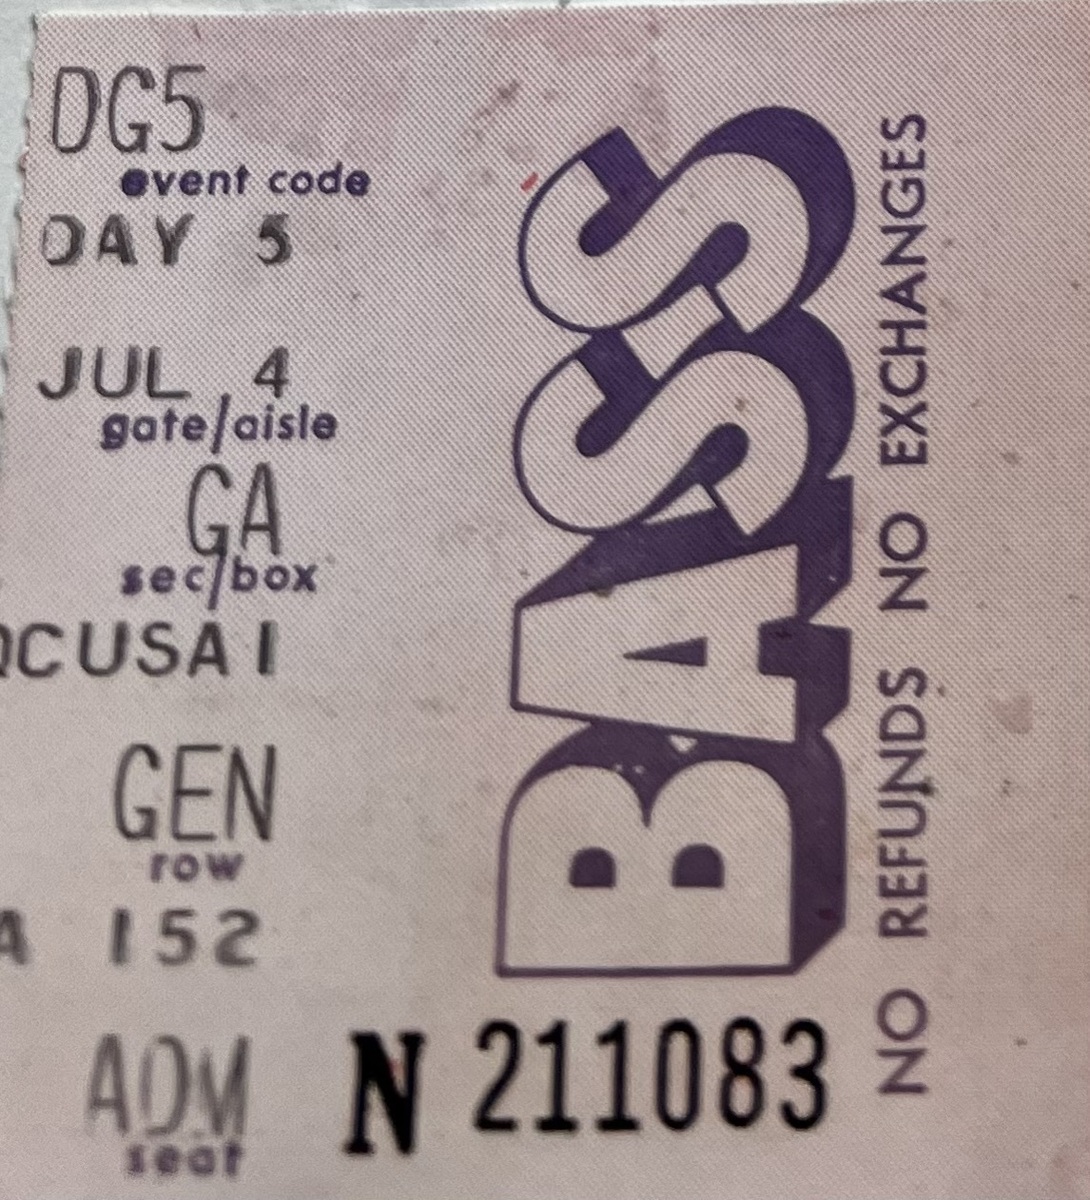 DG5
event code
DAY 5
JUL 4
gate/aisle
GA
sec/box
CUSA1
GEN
row
A 152
ADM
seat
N 211083
BASS
NO REFUNDS NO EXCHANGES